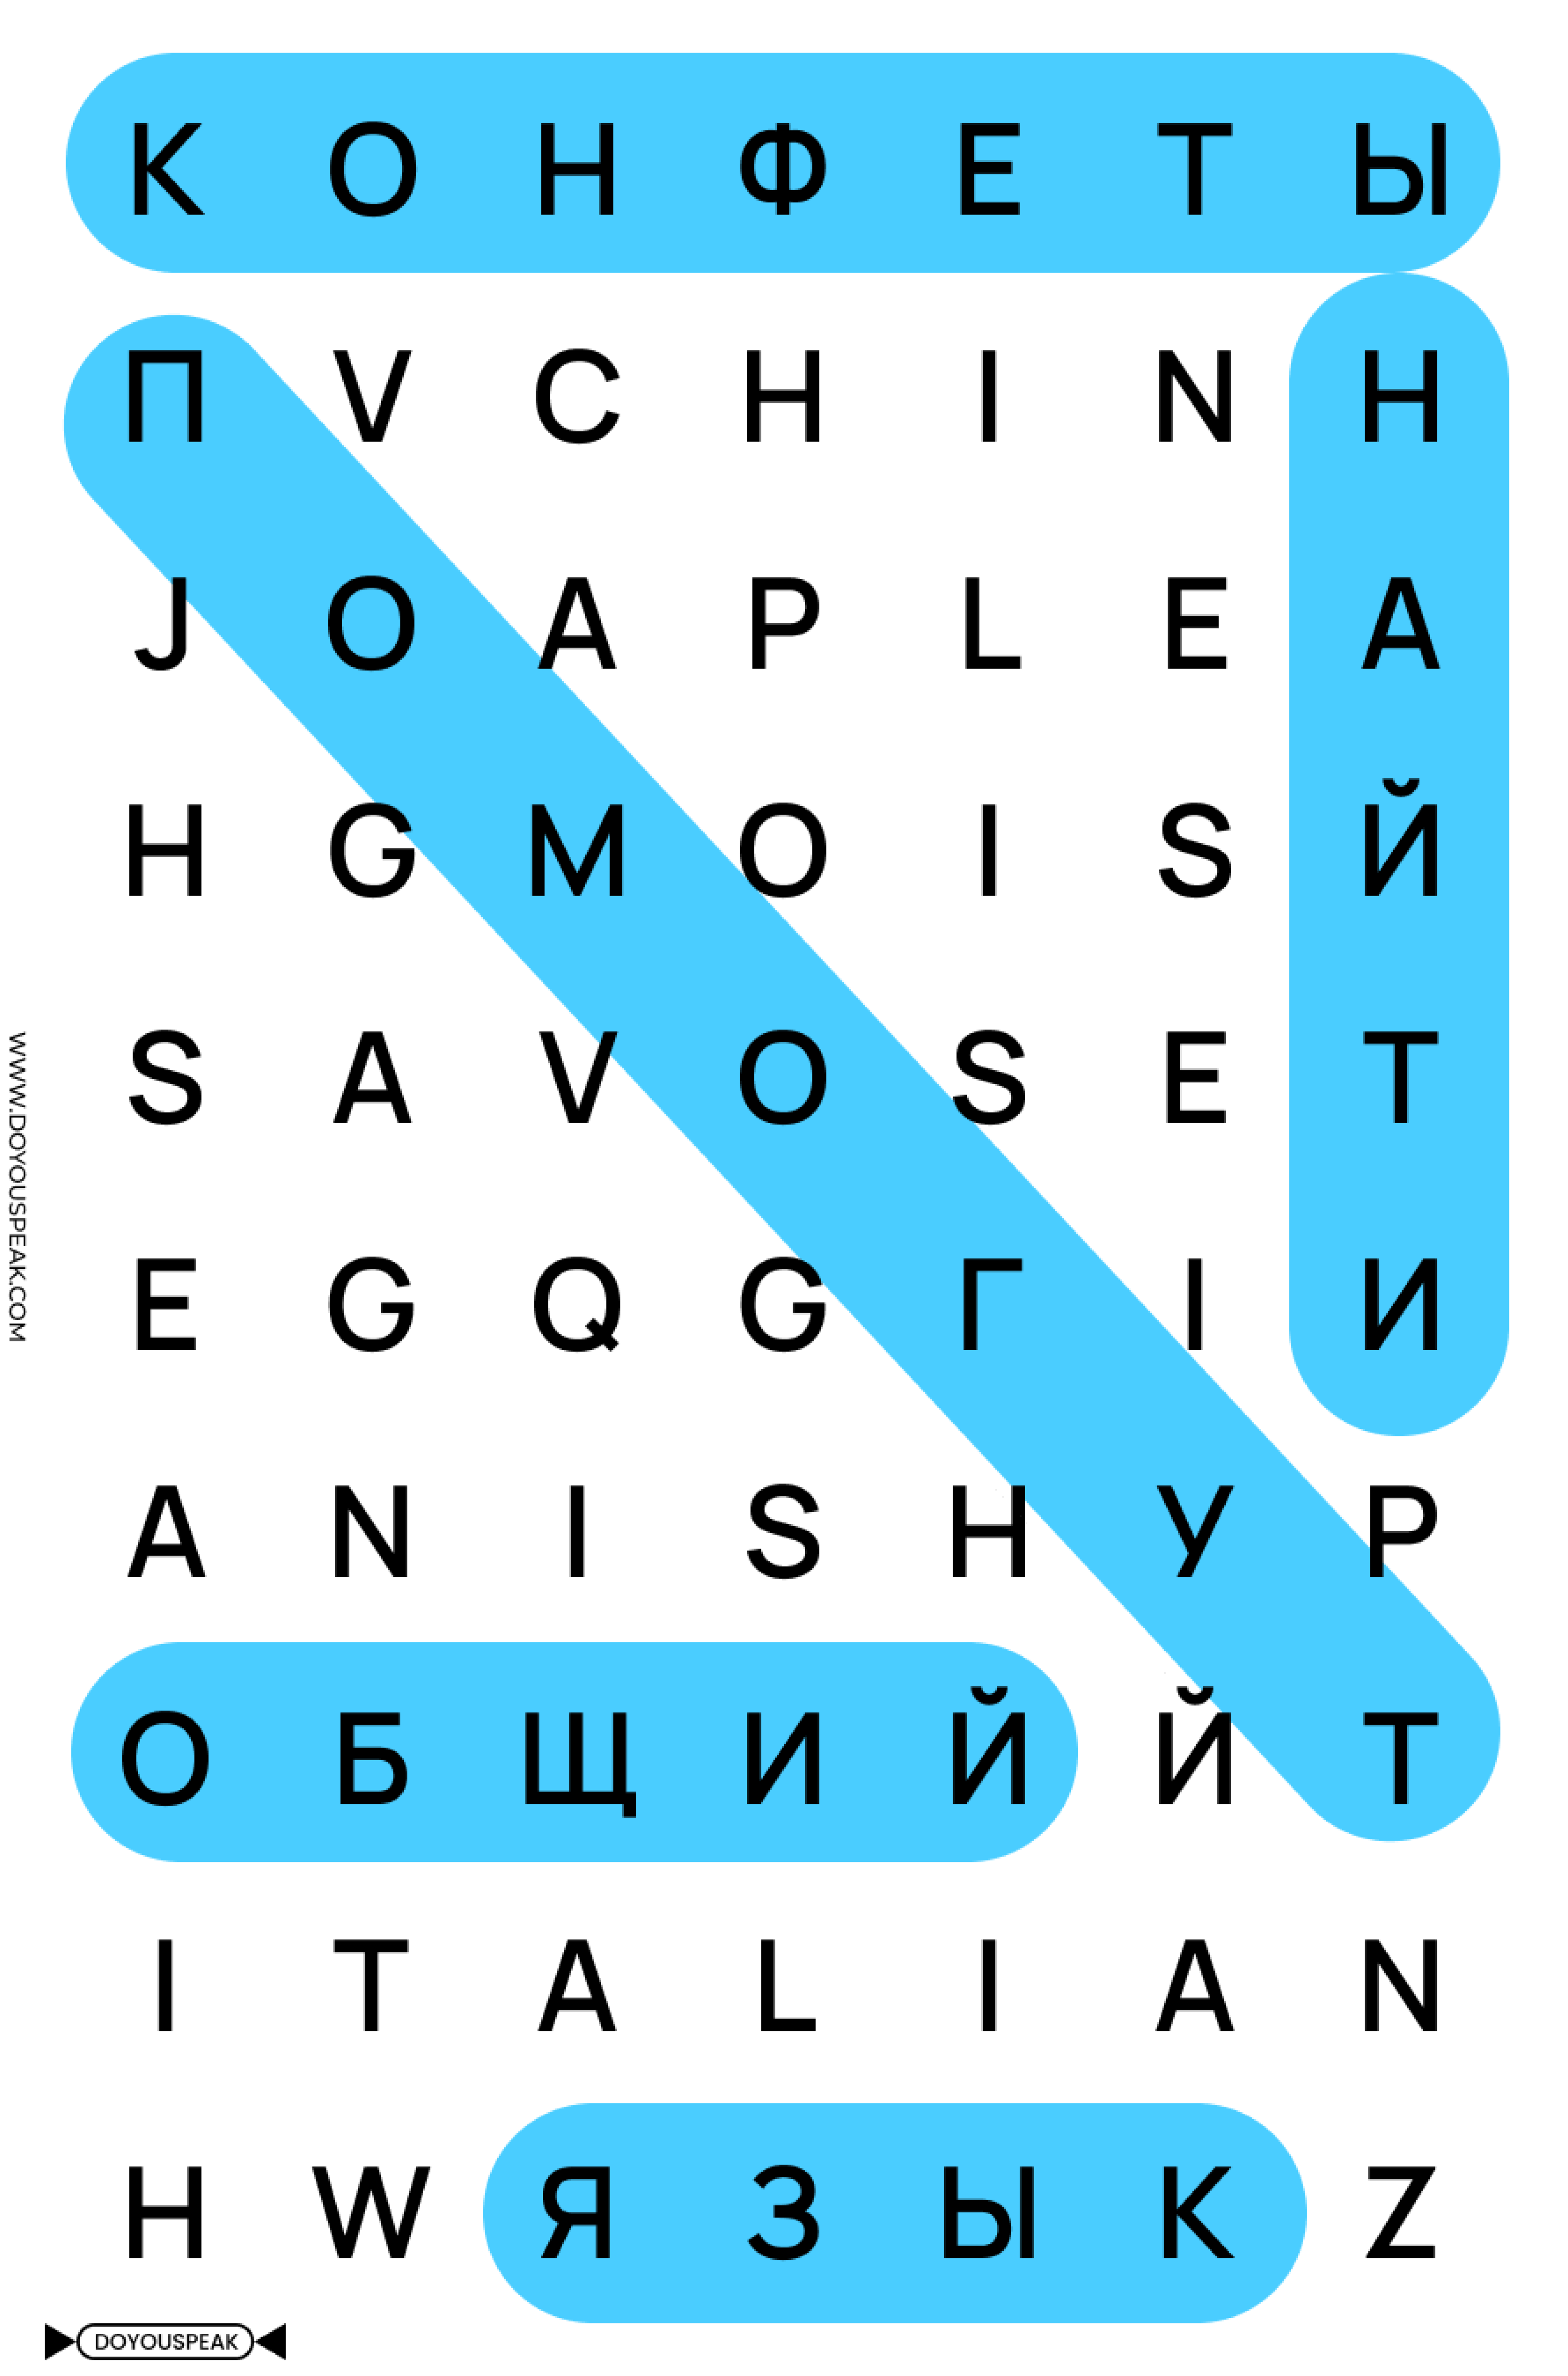 К О Н Ф Е Т Ы
П V C H I N Н
J О A P L E А
H G М O I S Й
S A V О S E Т
E G Q G Г I И
A N I S H У P
О Б Щ И Й Й Т
I T A L I A N
H W Я З Ы К Z
WWW.DOYOUSPEAK.COM
DOYOUSPEAK